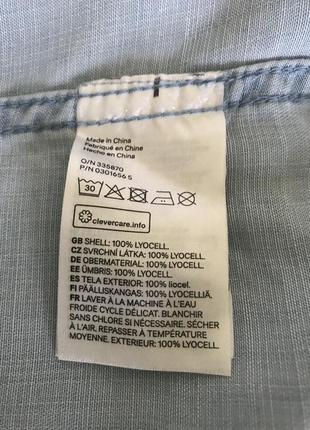 Made in China
Fabriqué en China
Hecho en China
O/N 335870
P/N 0301656 5
30
clevercare.info
GB SHELL: 100% LYOCELL.
CZ SVRCHNÍ LÁTKA: 100% LYOCELL.
DE OBERMATERIAL: 100% LYOCELL.
EE ÜMBRIS: 100% LYOCELL.
ES TELA EXTERIOR: 100% liocel.
FI PÄÄLLISKANGAS: 100% LYOCELLIÄ.
FR LAVER À LA MACHINE À L'EAU
FROIDE CYCLE DÉLICAT. BLANCHIR
SANS CHLORE SI NÉCESSAIRE. SÉCHER
À L'AIR. REPASSER À TEMPÉRATURE
MOYENNE. EXTERIEUR: 100% LYOCELL.